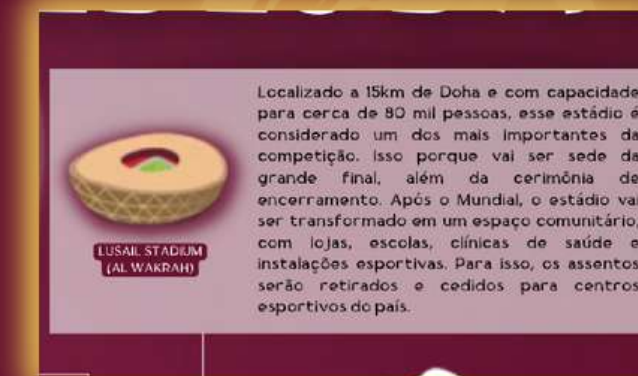 LUSAIL STADIUM
(AL WAKRAH)
Localizado a 15km de Doha e com capacidade
para cerca de 80 mil pessoas, esse estádio é
considerado um dos mais importantes da
competição. Isso porque vai ser sede da
grande final, além da cerimônia de
encerramento. Após o Mundial, o estádio vai
ser transformado em um espaço comunitário,
com lojas, escolas, clínicas de saúde e
instalações esportivas. Para isso, os assentos
serão retirados e cedidos para centros
esportivos do país.